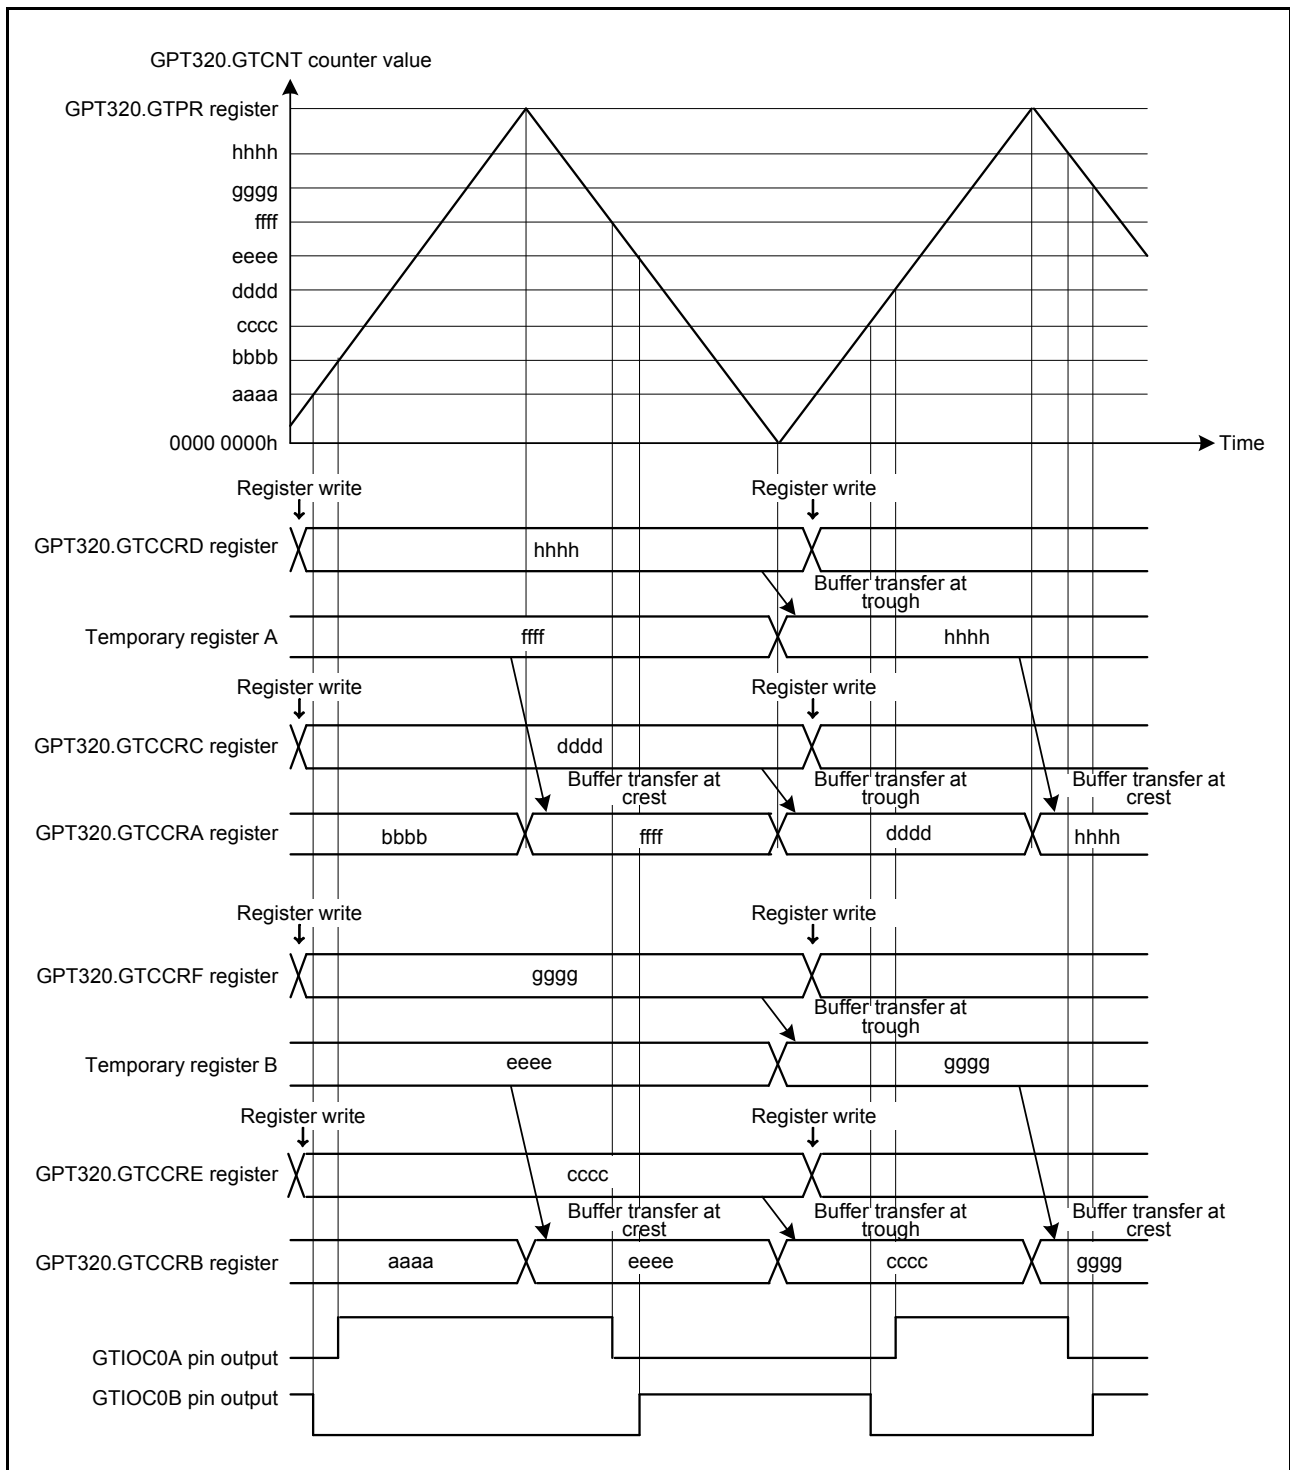 GPT320.GTCNT counter value
GPT320.GTPR register
hhhh
gggg
ffff
eeee
dddd
cccc
bbbb
aaaa
0000 0000h
Time
Register write
Register write
GPT320.GTCCRD register
hhhh
Buffer transfer at
trough
Temporary register A
ffff
hhhh
Register write
Register write
GPT320.GTCCRC register
dddd
Buffer transfer at
crest
Buffer transfer at
trough
Buffer transfer at
crest
GPT320.GTCCRA register
bbbb
ffff
dddd
hhhh
Register write
Register write
GPT320.GTCCRF register
gggg
Buffer transfer at
trough
Temporary register B
eeee
gggg
Register write
Register write
GPT320.GTCCRE register
cccc
Buffer transfer at
crest
Buffer transfer at
trough
Buffer transfer at
crest
GPT320.GTCCRB register
aaaa
eeee
cccc
gggg
GTIOC0A pin output
GTIOC0B pin output